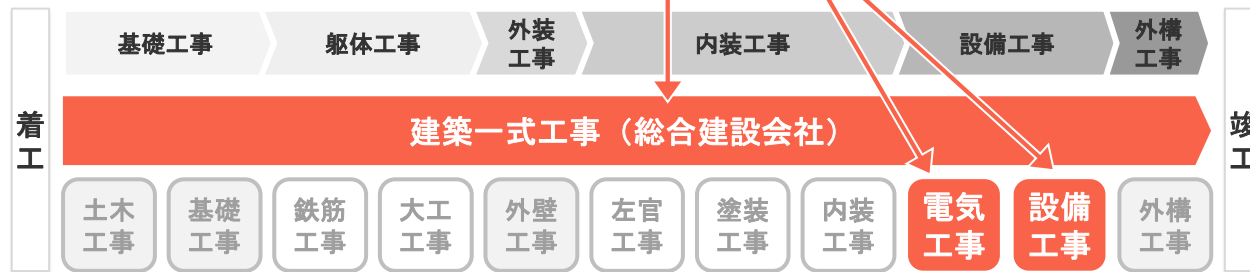 着
工
基礎工事
躯体工事
外装
工事
内装工事
設備工事
外構
工事
建築一式工事（総合建設会社）
土木
工事
基礎
工事
鉄筋
工事
大工
工事
外壁
工事
左官
工事
塗装
工事
内装
工事
電気
工事
設備
工事
外構
工事
竣
工